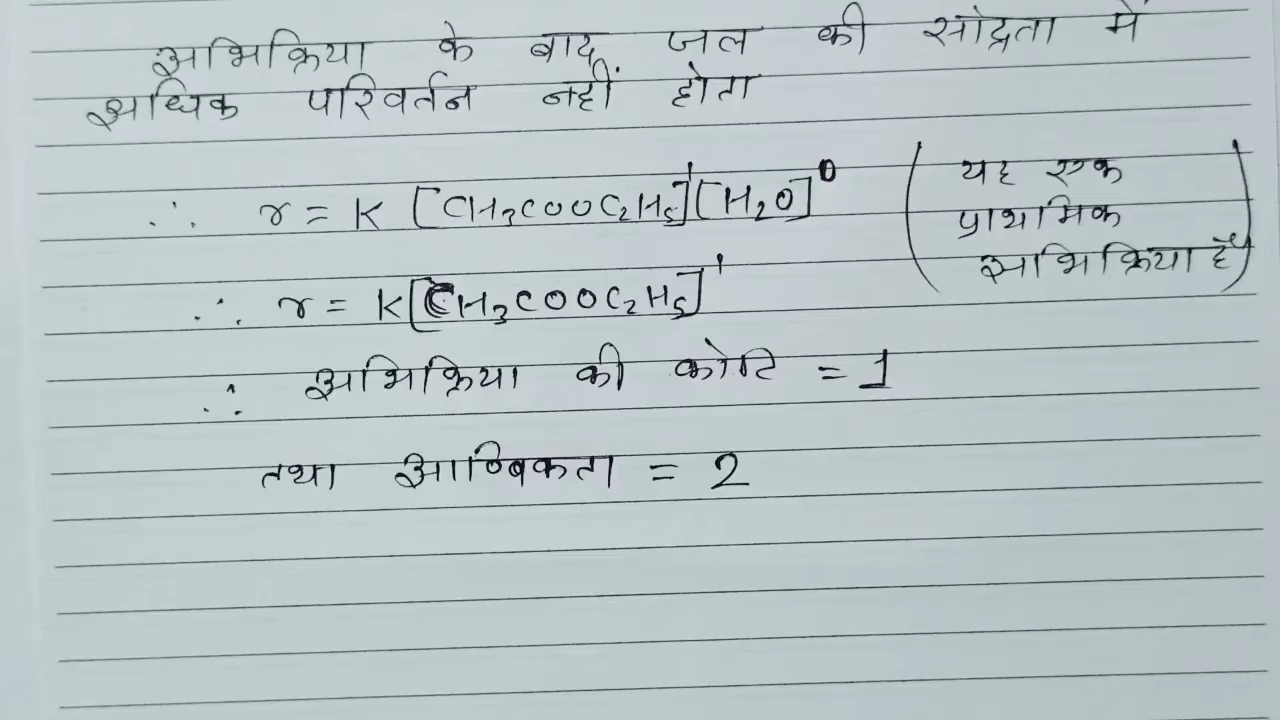 अभिक्रिया के बाद जल की सांद्रता में
अधिक परिवर्तन नहीं होता
∴ r = K [CH₃COOC₂H₅]¹[H₂O]⁰ (यह एक
प्राथमिक
अभिक्रिया है)
∴ r = K[CH₃COOC₂H₅]¹
∴ अभिक्रिया की कोटि = 1
तथा आण्विकता = 2